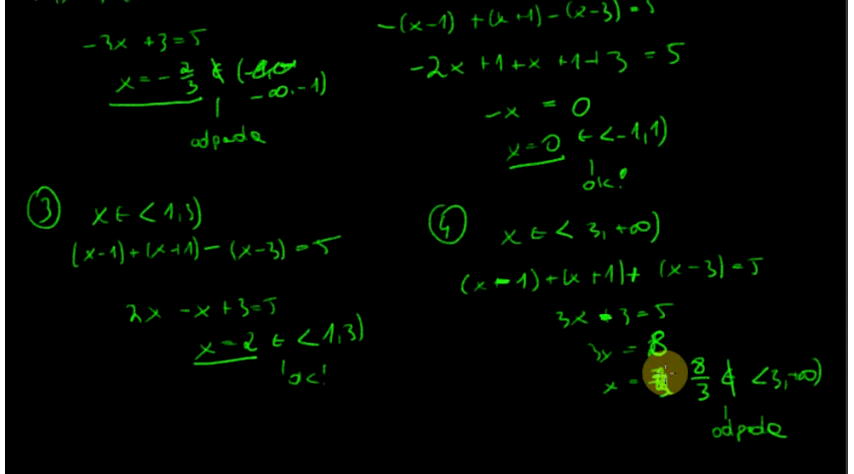 -3x +3=5
x=-2/3 ∉ (-∞,-1)
odpada
-(x-1) +(x+1)-(x-3)=5
-2x +1+x +1+3 = 5
-x = 0
x=0 ∈ <-1,1)
ok!
③ x∈<1,3)
(x-1)+(x+1)-(x-3)=5
2x -x+3=5
x=2 ∈ <1,3)
ok!
④ x∈<3,+∞)
(x-1)+(x+1)+(x-3)=5
3x-3=5
3x = 8
x = 8/3 ∉ <3,+∞)
odpada